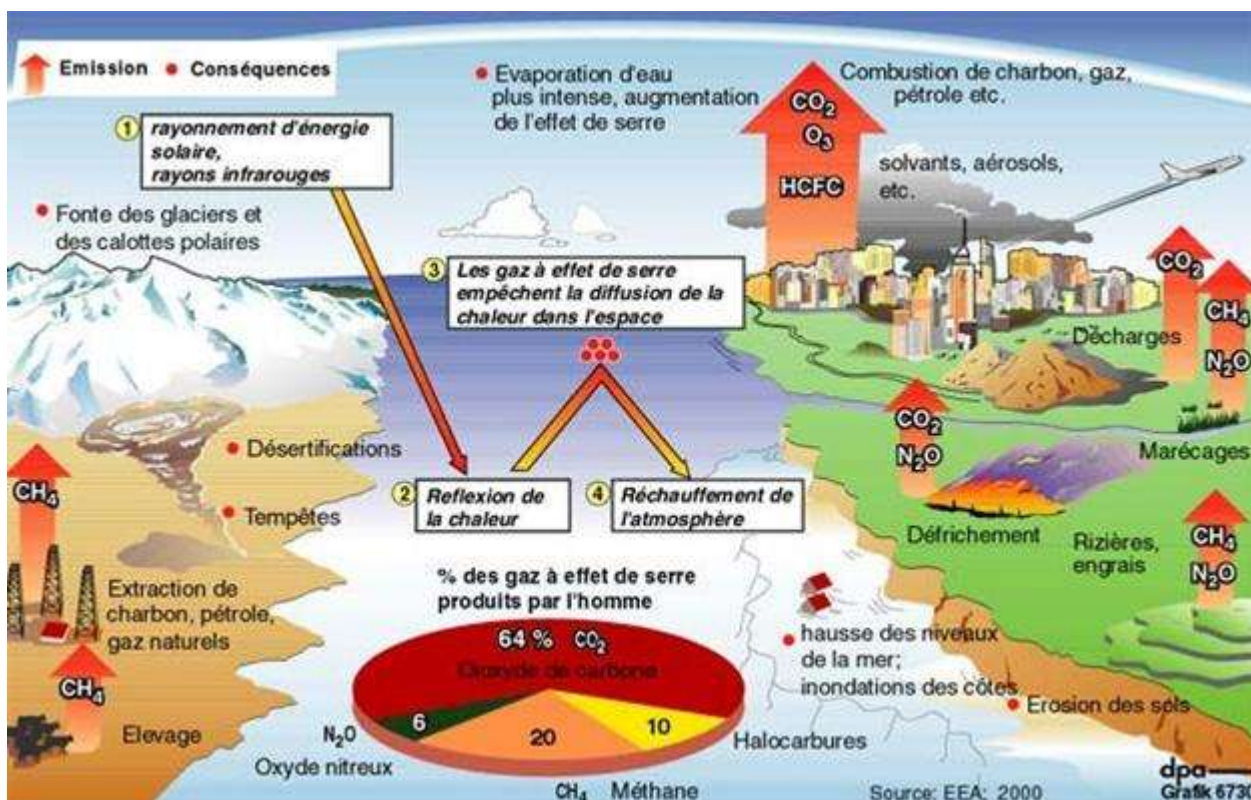 Emission
Conséquences
1
rayonnement d'énergie
solaire,
rayons infrarouges
Evaporation d'eau
plus intense, augmentation
de l'effet de serre
CO2
O3
HCFC
Combustion de charbon, gaz,
pétrole etc.
solvants, aérosols,
etc.
Fonte des glaciers et
des calottes polaires
3
Les gaz à effet de serre
empêchent la diffusion de la
chaleur dans l'espace
CO2
CH4
N2O
Décharges
CO2
N2O
Marécages
Désertifications
Tempêtes
2
Reflexion de
la chaleur
4
Réchauffement de
l'atmosphère
Défrichement
Rizières,
engrais
CH4
N2O
CH4
Extraction de
charbon, pétrole,
gaz naturels
CH4
Elevage
% des gaz à effet de serre
produits par l'homme
64 % CO2
Dioxyde de carbone
6
20
10
N2O
Oxyde nitreux
CH4 Méthane
Halocarbures
hausse des niveaux
de la mer;
inondations des côtes
Erosion des sols
Source: EEA; 2000
dpa
Grafik 6730